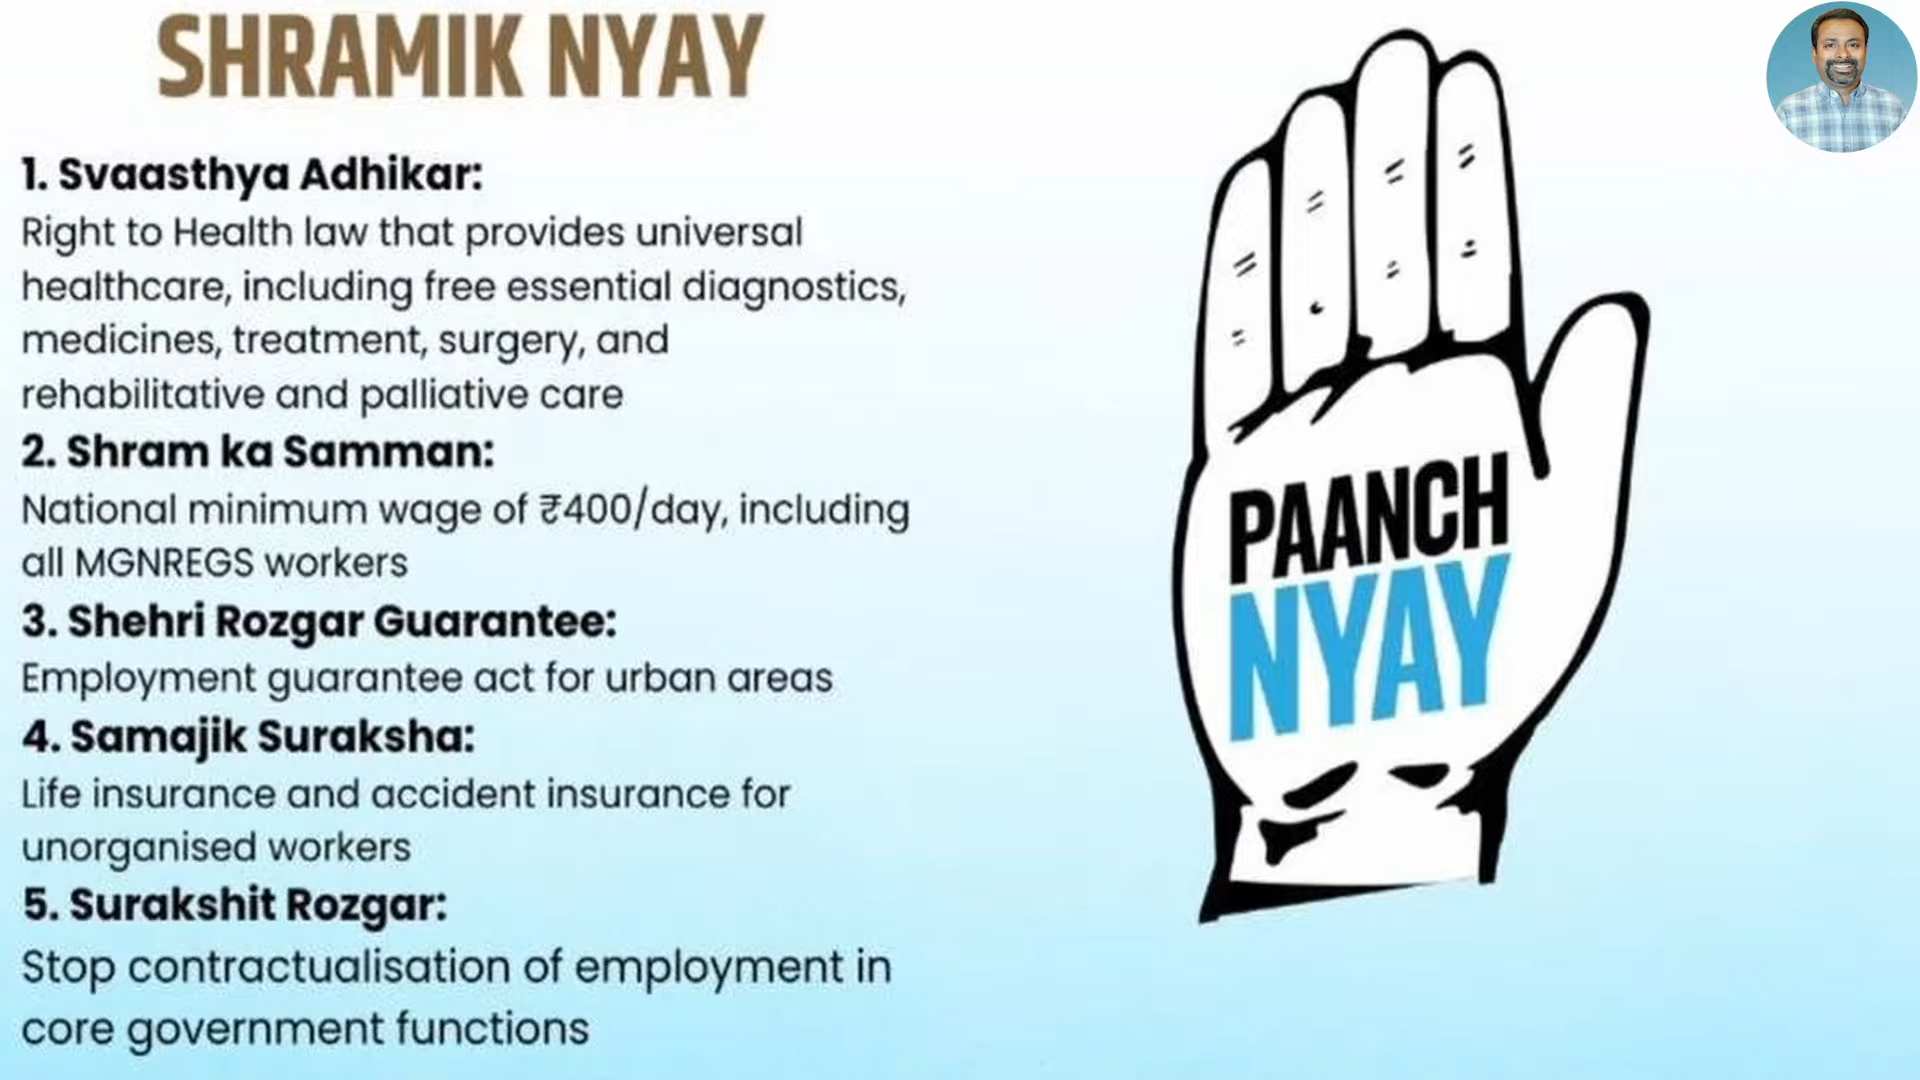 SHRAMIK NYAY
1. Svaasthya Adhikar:
Right to Health law that provides universal
healthcare, including free essential diagnostics,
medicines, treatment, surgery, and
rehabilitative and palliative care
2. Shram ka Samman:
National minimum wage of ₹400/day, including
all MGNREGS workers
3. Shehri Rozgar Guarantee:
Employment guarantee act for urban areas
4. Samajik Suraksha:
Life insurance and accident insurance for
unorganised workers
5. Surakshit Rozgar:
Stop contractualisation of employment in
core government functions
PAANCH
NYAY